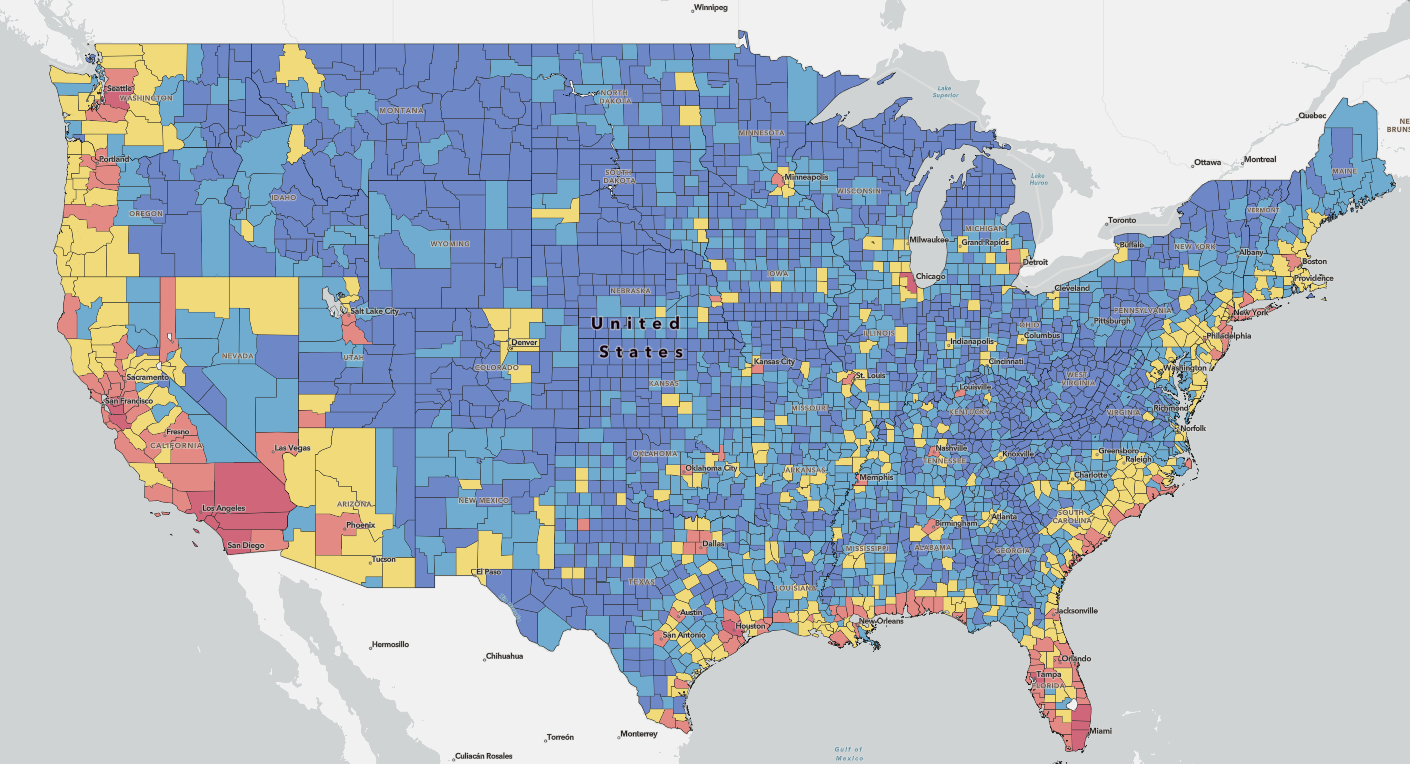 Winnipeg
Lake
Superior
Quebec
NE
BRUNS
Seattle
WASHINGTON
MONTANA
NORTH
DAKOTA
MINNESOTA
Ottawa
Montreal
Portland
SOUTH
DAKOTA
Minneapolis
WISCONSIN
Lake
Huron
MAINE
OREGON
IDAHO
WYOMING
MICHIGAN
Toronto
VERMONT
Milwaukee
Grand Rapids
Buffalo
NEW YORK
Albany
Boston
Detroit
Chicago
IOWA
Cleveland
Providence
NEBRASKA
Salt Lake City
PENNSYLVANIA
New York
United
States
Pittsburgh
OHIO
Columbus
Philadelphia
ILLINOIS
Indianapolis
Denver
NEVADA
UTAH
COLORADO
Kansas City
Cincinnati
Washington
Sacramento
St. Louis
KANSAS
WEST
VIRGINIA
Louisville
San Francisco
MISSOURI
KENTUCKY
VIRGINIA
Richmond
Norfolk
Fresno
CALIFORNIA
Las Vegas
OKLAHOMA
Nashville
TENNESSEE
Knoxville
Greensboro
Raleigh
Oklahoma City
ARKANSAS
Memphis
Charlotte
ARIZONA
NEW MEXICO
Los Angeles
Phoenix
Birmingham
Atlanta
SOUTH
CAROLINA
San Diego
Dallas
MISSISSIPPI
ALABAMA
GEORGIA
Tucson
El Paso
TEXAS
LOUISIANA
Austin
Jacksonville
Houston
New Orleans
San Antonio
Hermosillo
Chihuahua
Orlando
Tampa
FLORIDA
Miami
Torreón
Monterrey
Culiacán Rosales
Gulf of
Mexico